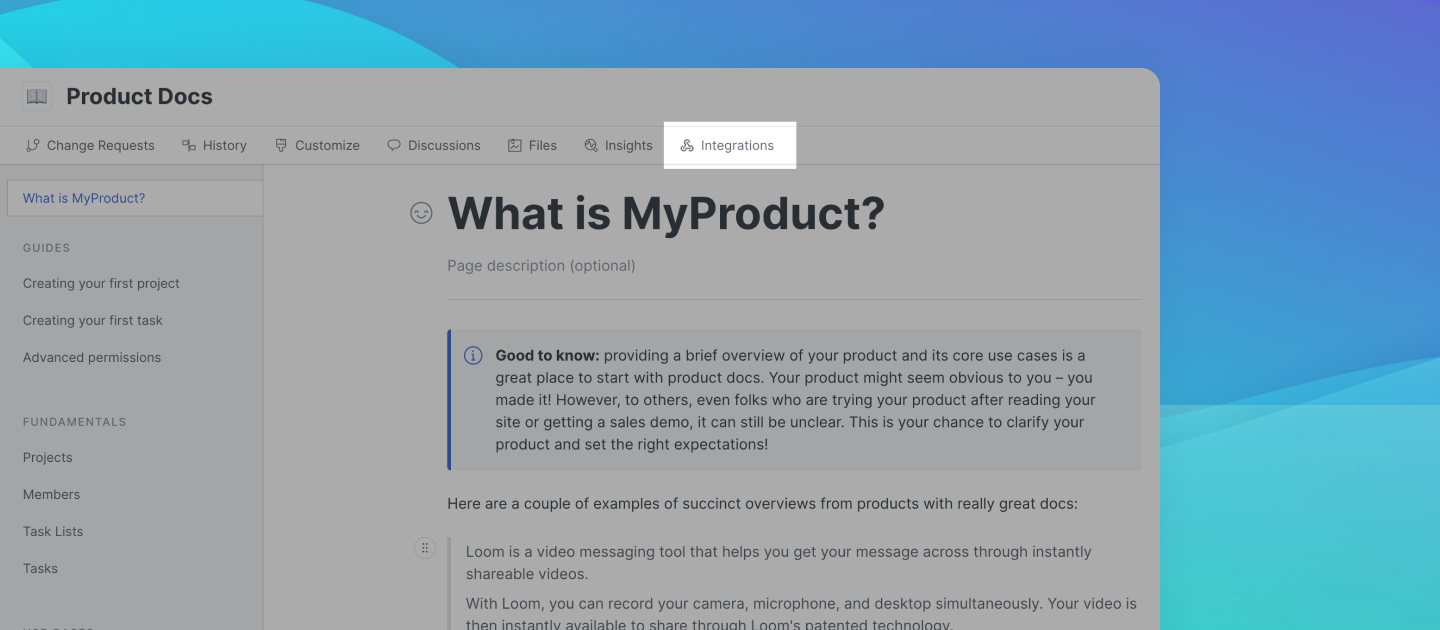 Product Docs
Change Requests
History
Customize
Discussions
Files
Insights
Integrations
What is MyProduct?
GUIDES
Creating your first project
Creating your first task
Advanced permissions
FUNDAMENTALS
Projects
Members
Task Lists
Tasks
What is MyProduct?
Page description (optional)
Good to know: providing a brief overview of your product and its core use cases is a
great place to start with product docs. Your product might seem obvious to you – you
made it! However, to others, even folks who are trying your product after reading your
site or getting a sales demo, it can still be unclear. This is your chance to clarify your
product and set the right expectations!
Here are a couple of examples of succinct overviews from products with really great docs:
Loom is a video messaging tool that helps you get your message across through instantly
shareable videos.
With Loom, you can record your camera, microphone, and desktop simultaneously. Your video is
then instantly available to share through Loom's patented technology.